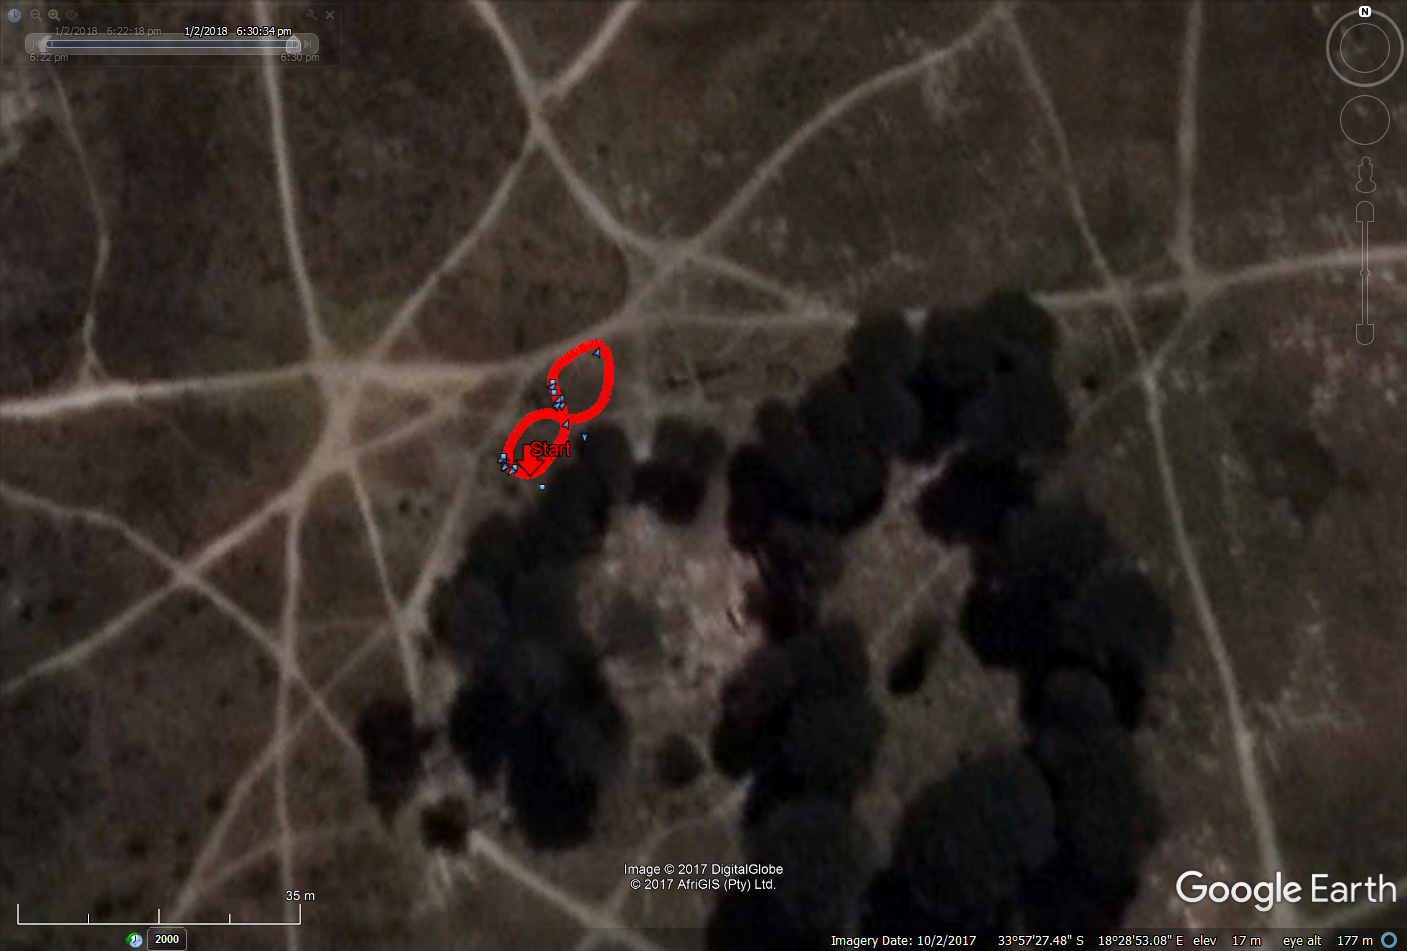 1/2/2018 6:22:18 pm 1/2/2018 6:30:34 pm
6:22 pm 6:30 pm
N
Start
Image © 2017 DigitalGlobe
© 2017 AfriGIS (Pty) Ltd.
Google Earth
35 m
2000
Imagery Date: 10/2/2017 33°57'27.48" S 18°28'53.08" E elev 17 m eye alt 177 m